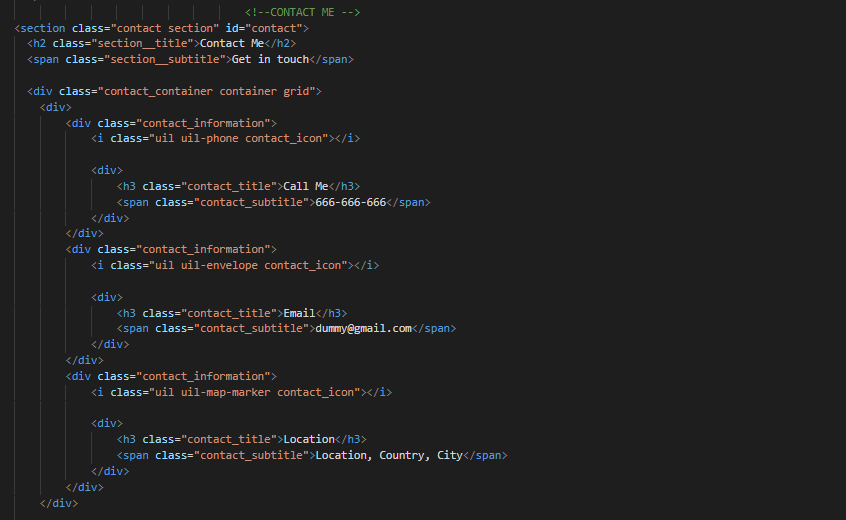 <!--CONTACT ME -->
<section class="contact section" id="contact">
<h2 class="section__title">Contact Me</h2>
<span class="section__subtitle">Get in touch</span>
<div class="contact_container container grid">
<div>
<div class="contact_information">
<i class="uil uil-phone contact_icon"></i>
<div>
<h3 class="contact_title">Call Me</h3>
<span class="contact_subtitle">666-666-666</span>
</div>
</div>
<div class="contact_information">
<i class="uil uil-envelope contact_icon"></i>
<div>
<h3 class="contact_title">Email</h3>
<span class="contact_subtitle">dummy@gmail.com</span>
</div>
</div>
<div class="contact_information">
<i class="uil uil-map-marker contact_icon"></i>
<div>
<h3 class="contact_title">Location</h3>
<span class="contact_subtitle">Location, Country, City</span>
</div>
</div>
</div>